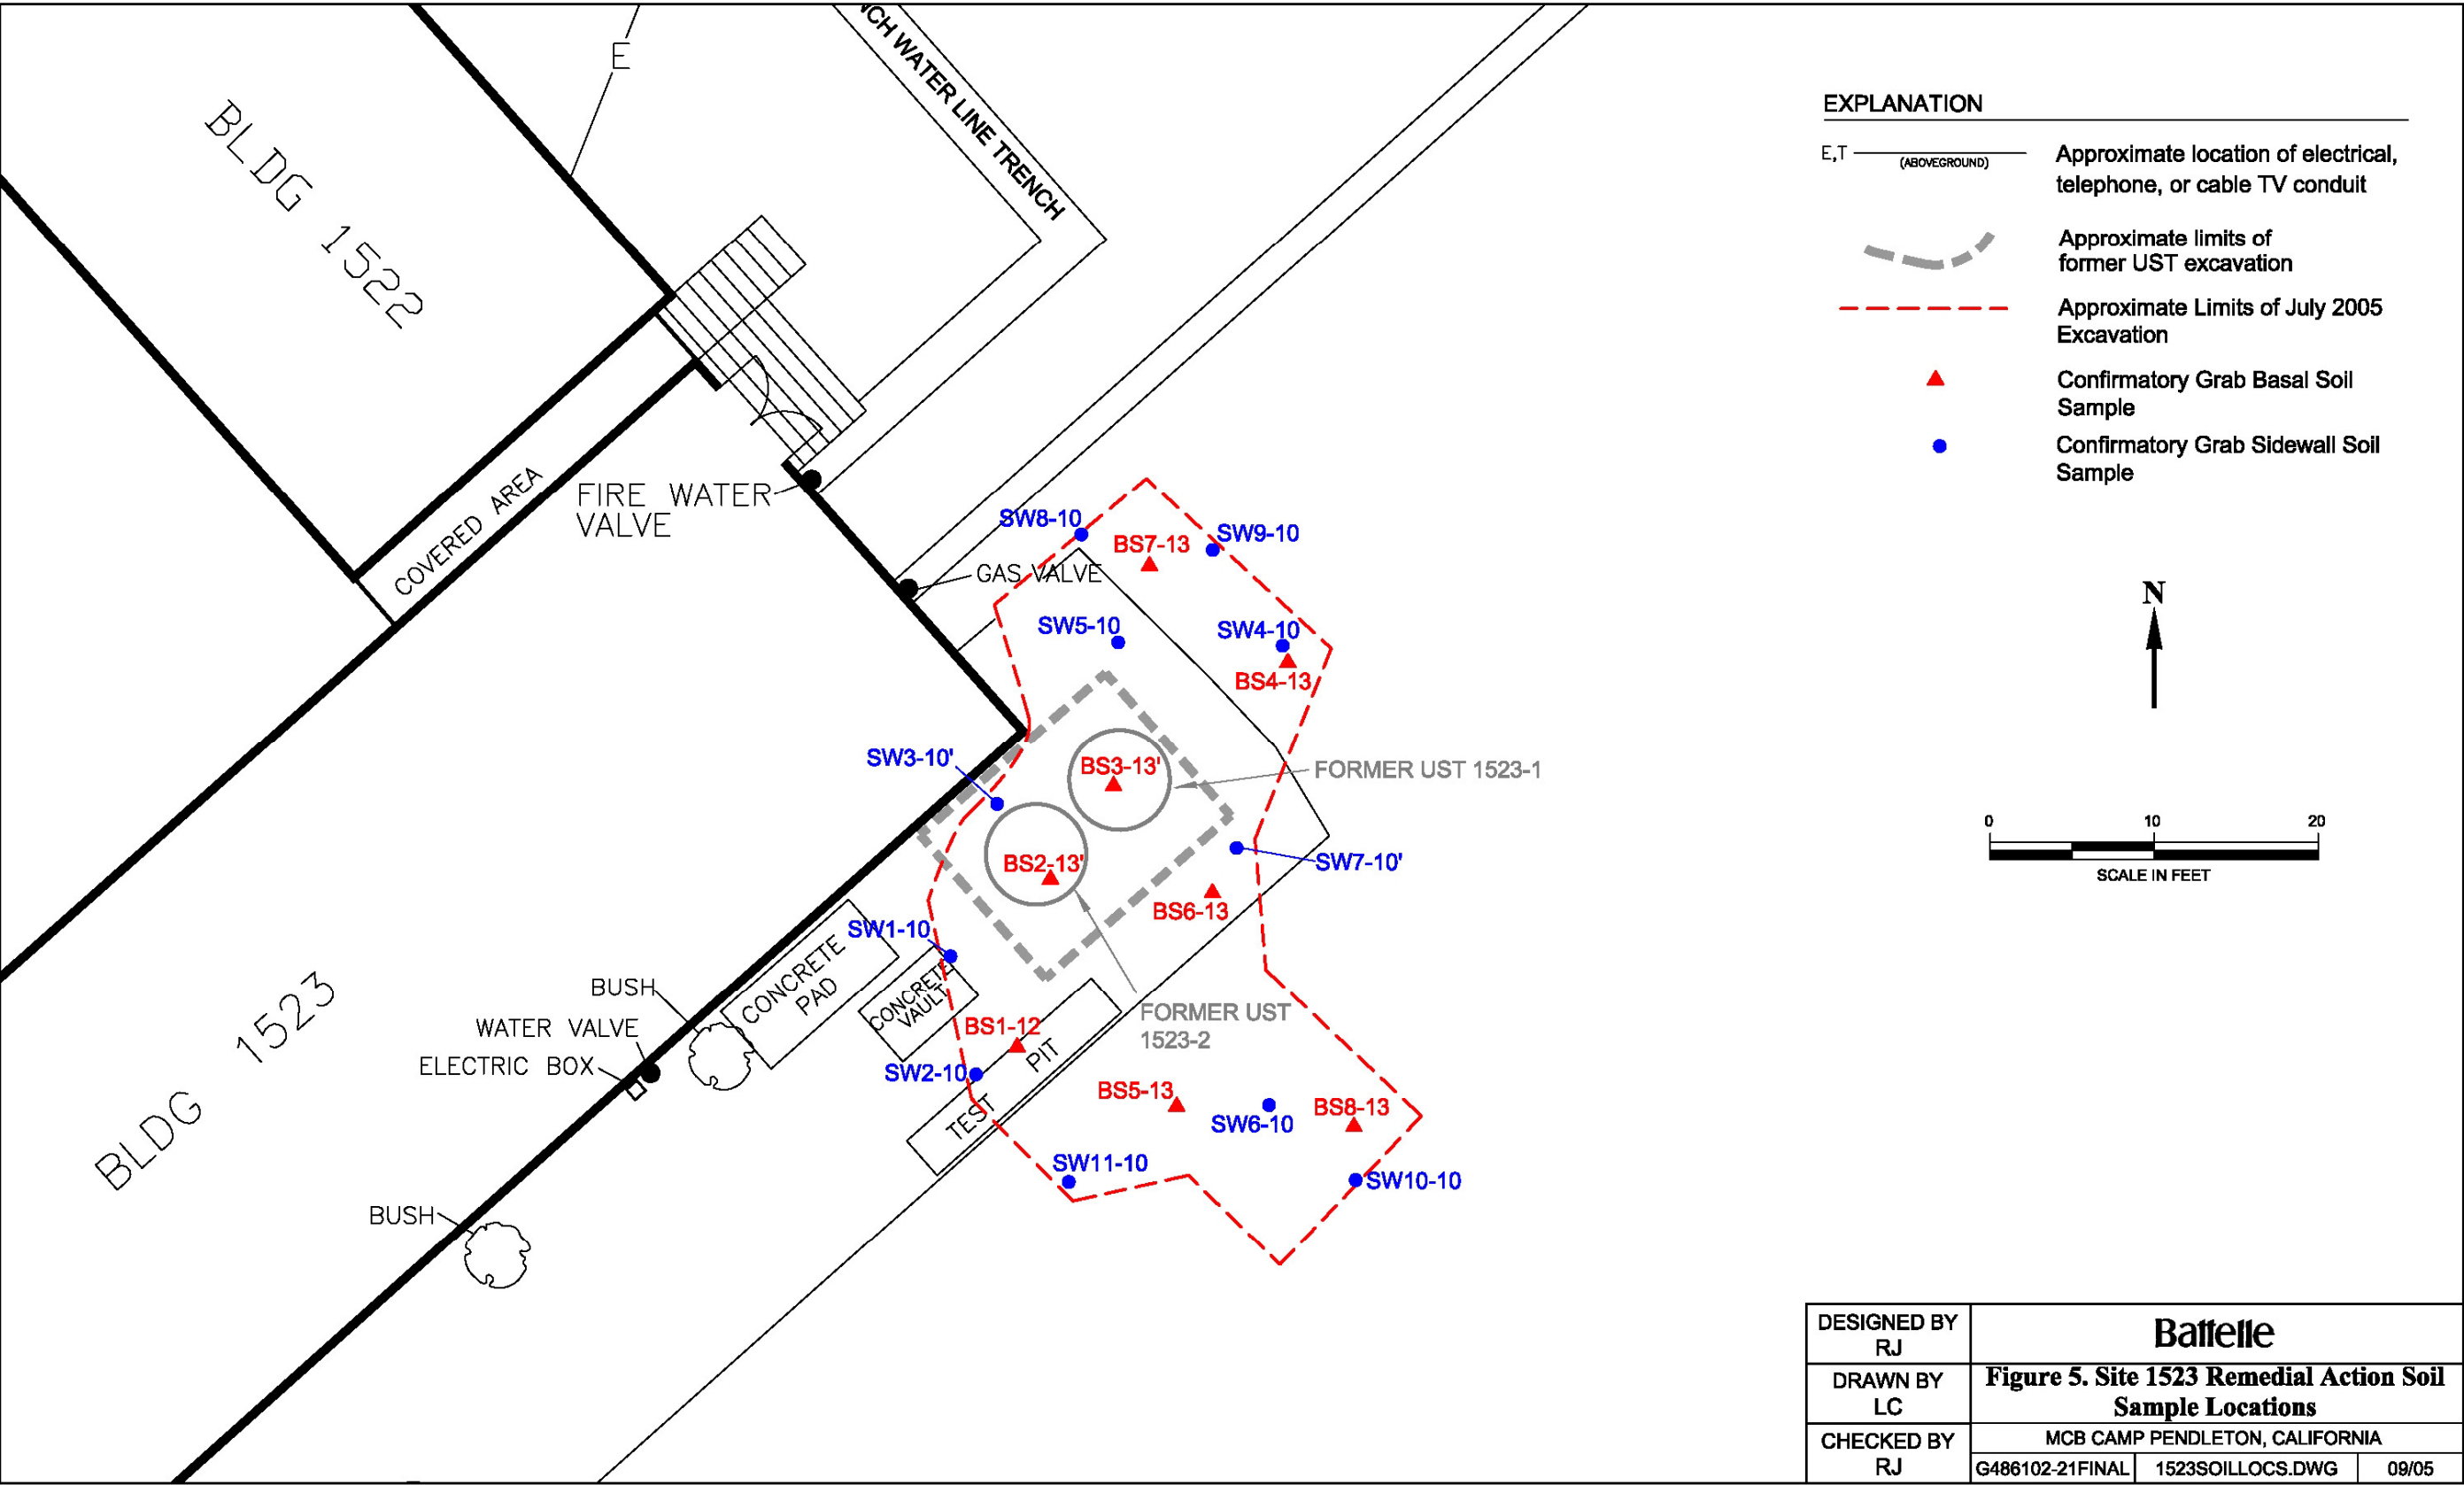 E
NCH WATER LINE TRENCH
BLDG 1522
COVERED AREA
FIRE WATER
VALVE
GAS VALVE
EXPLANATION
E,T
(ABOVEGROUND)
Approximate location of electrical,
telephone, or cable TV conduit
Approximate limits of
former UST excavation
Approximate Limits of July 2005
Excavation
Confirmatory Grab Basal Soil
Sample
Confirmatory Grab Sidewall Soil
Sample
SW8-10
SW9-10
BS7-13
SW5-10
SW4-10
BS4-13
N
SW3-10'
BS3-13'
FORMER UST 1523-1
BS2-13'
SW7-10'
BS6-13
0 10 20
SCALE IN FEET
SW1-10
CONCRETE
PAD
CONCRETE
VAULT
BUSH
WATER VALVE
ELECTRIC BOX
BLDG 1523
FORMER UST
1523-2
BS1-12
SW2-10
TEST PIT
BS5-13
SW6-10
BS8-13
SW11-10
SW10-10
BUSH
DESIGNED BY
RJ
Battelle
DRAWN BY
LC
Figure 5. Site 1523 Remedial Action Soil
Sample Locations
CHECKED BY
RJ
MCB CAMP PENDLETON, CALIFORNIA
G486102-21FINAL 1523SOILLOCS.DWG 09/05